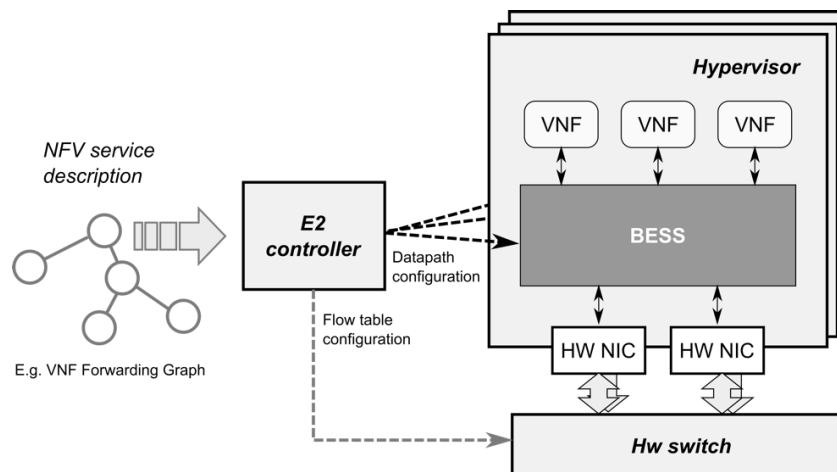 Hypervisor
VNF VNF VNF
NFV service
description
E2
controller
BESS
Datapath
configuration
Flow table
configuration
HW NIC HW NIC
E.g. VNF Forwarding Graph
Hw switch